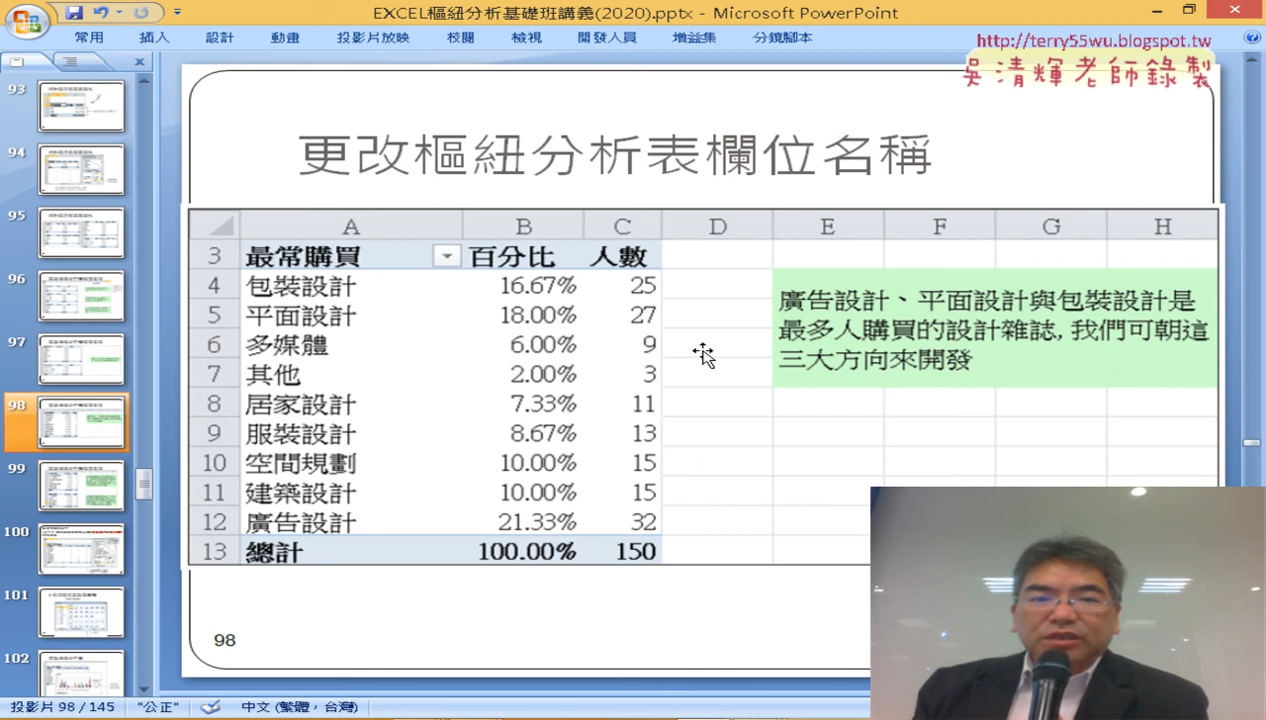 EXCEL樞紐分析基礎班講義(2020).pptx - Microsoft PowerPoint
常用 插入 設計 動畫 投影片放映 校閱 檢視 開發人員 增益集 分鏡腳本
http://terry55wu.blogspot.tw
吳清輝老師錄製
更改樞紐分析表欄位名稱
A B C D E F G H
3 最常購買 百分比 人數
4 包裝設計 16.67% 25
5 平面設計 18.00% 27
6 多媒體 6.00% 9
7 其他 2.00% 3
8 居家設計 7.33% 11
9 服裝設計 8.67% 13
10 空間規劃 10.00% 15
11 建築設計 10.00% 15
12 廣告設計 21.33% 32
13 總計 100.00% 150
廣告設計、平面設計與包裝設計是
最多人購買的設計雜誌, 我們可朝這
三大方向來開發
98
93
94
95
96
97
98
99
100
101
102
投影片 98 / 145 "公正" 中文 (繁體，台灣)